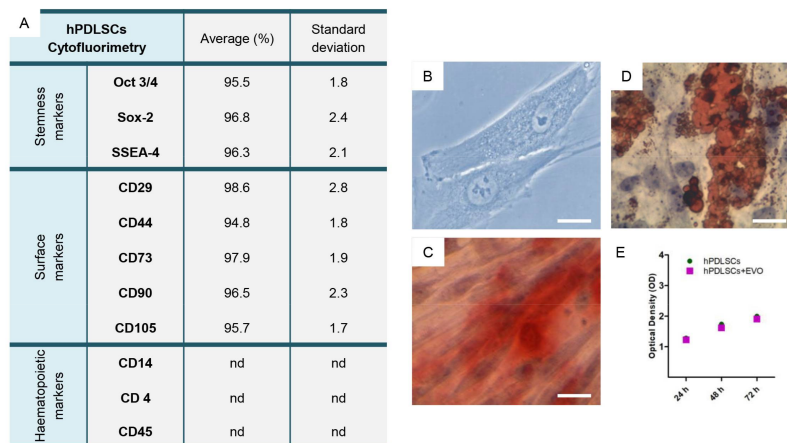 A
hPDLSCs
Cytofluorimetry
Average (%)
Standard
deviation
Stemness
markers
Oct 3/4 95.5 1.8
Sox-2 96.8 2.4
SSEA-4 96.3 2.1
Surface
markers
CD29 98.6 2.8
CD44 94.8 1.8
CD73 97.9 1.9
CD90 96.5 2.3
CD105 95.7 1.7
Haematopoietic
markers
CD14 nd nd
CD 4 nd nd
CD45 nd nd
B
C
D
E
hPDLSCs
hPDLSCs+EVO
Optical Density (OD)
4
3
2
1
24 h
48 h
72 h